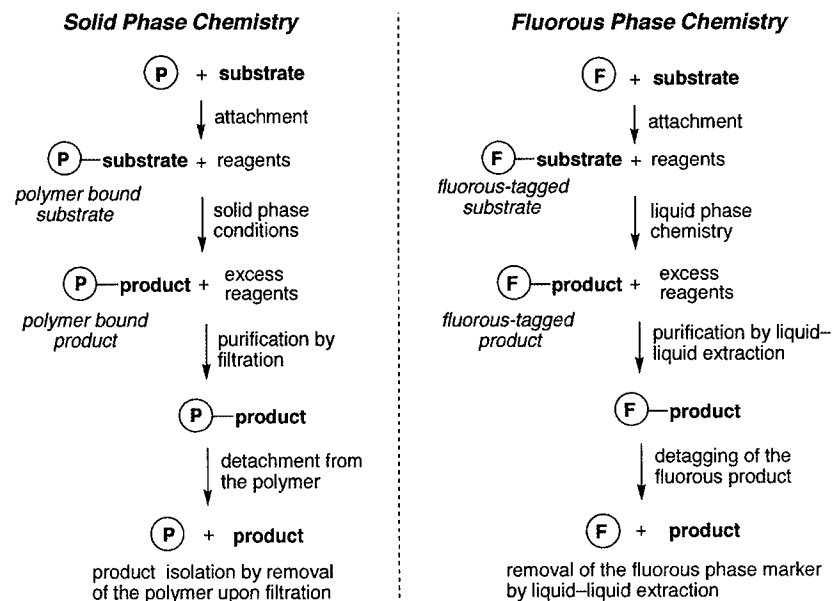 Solid Phase Chemistry
P + substrate
attachment
P substrate + reagents
polymer bound
substrate
solid phase
conditions
P product + excess
reagents
polymer bound
product
purification by
filtration
P product
detachment from
the polymer
P + product
product isolation by removal
of the polymer upon filtration
Fluorous Phase Chemistry
F + substrate
attachment
F substrate + reagents
fluorous-tagged
substrate
liquid phase
chemistry
F product + excess
reagents
fluorous-tagged
product
purification by liquid–
liquid extraction
F product
detagging of the
fluorous product
F + product
removal of the fluorous phase marker
by liquid–liquid extraction